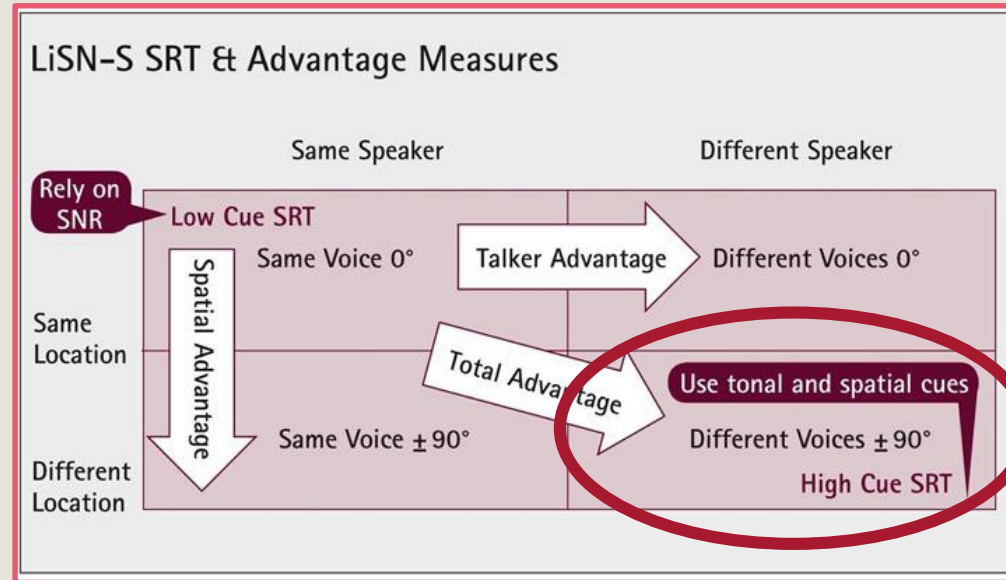 LiSN-S SRT & Advantage Measures
Same Speaker
Different Speaker
Rely on
SNR
Low Cue SRT
Same Voice 0°
Talker Advantage
Different Voices 0°
Spatial Advantage
Same
Location
Total Advantage
Use tonal and spatial cues
Same Voice ± 90°
Different Voices ± 90°
Different
Location
High Cue SRT